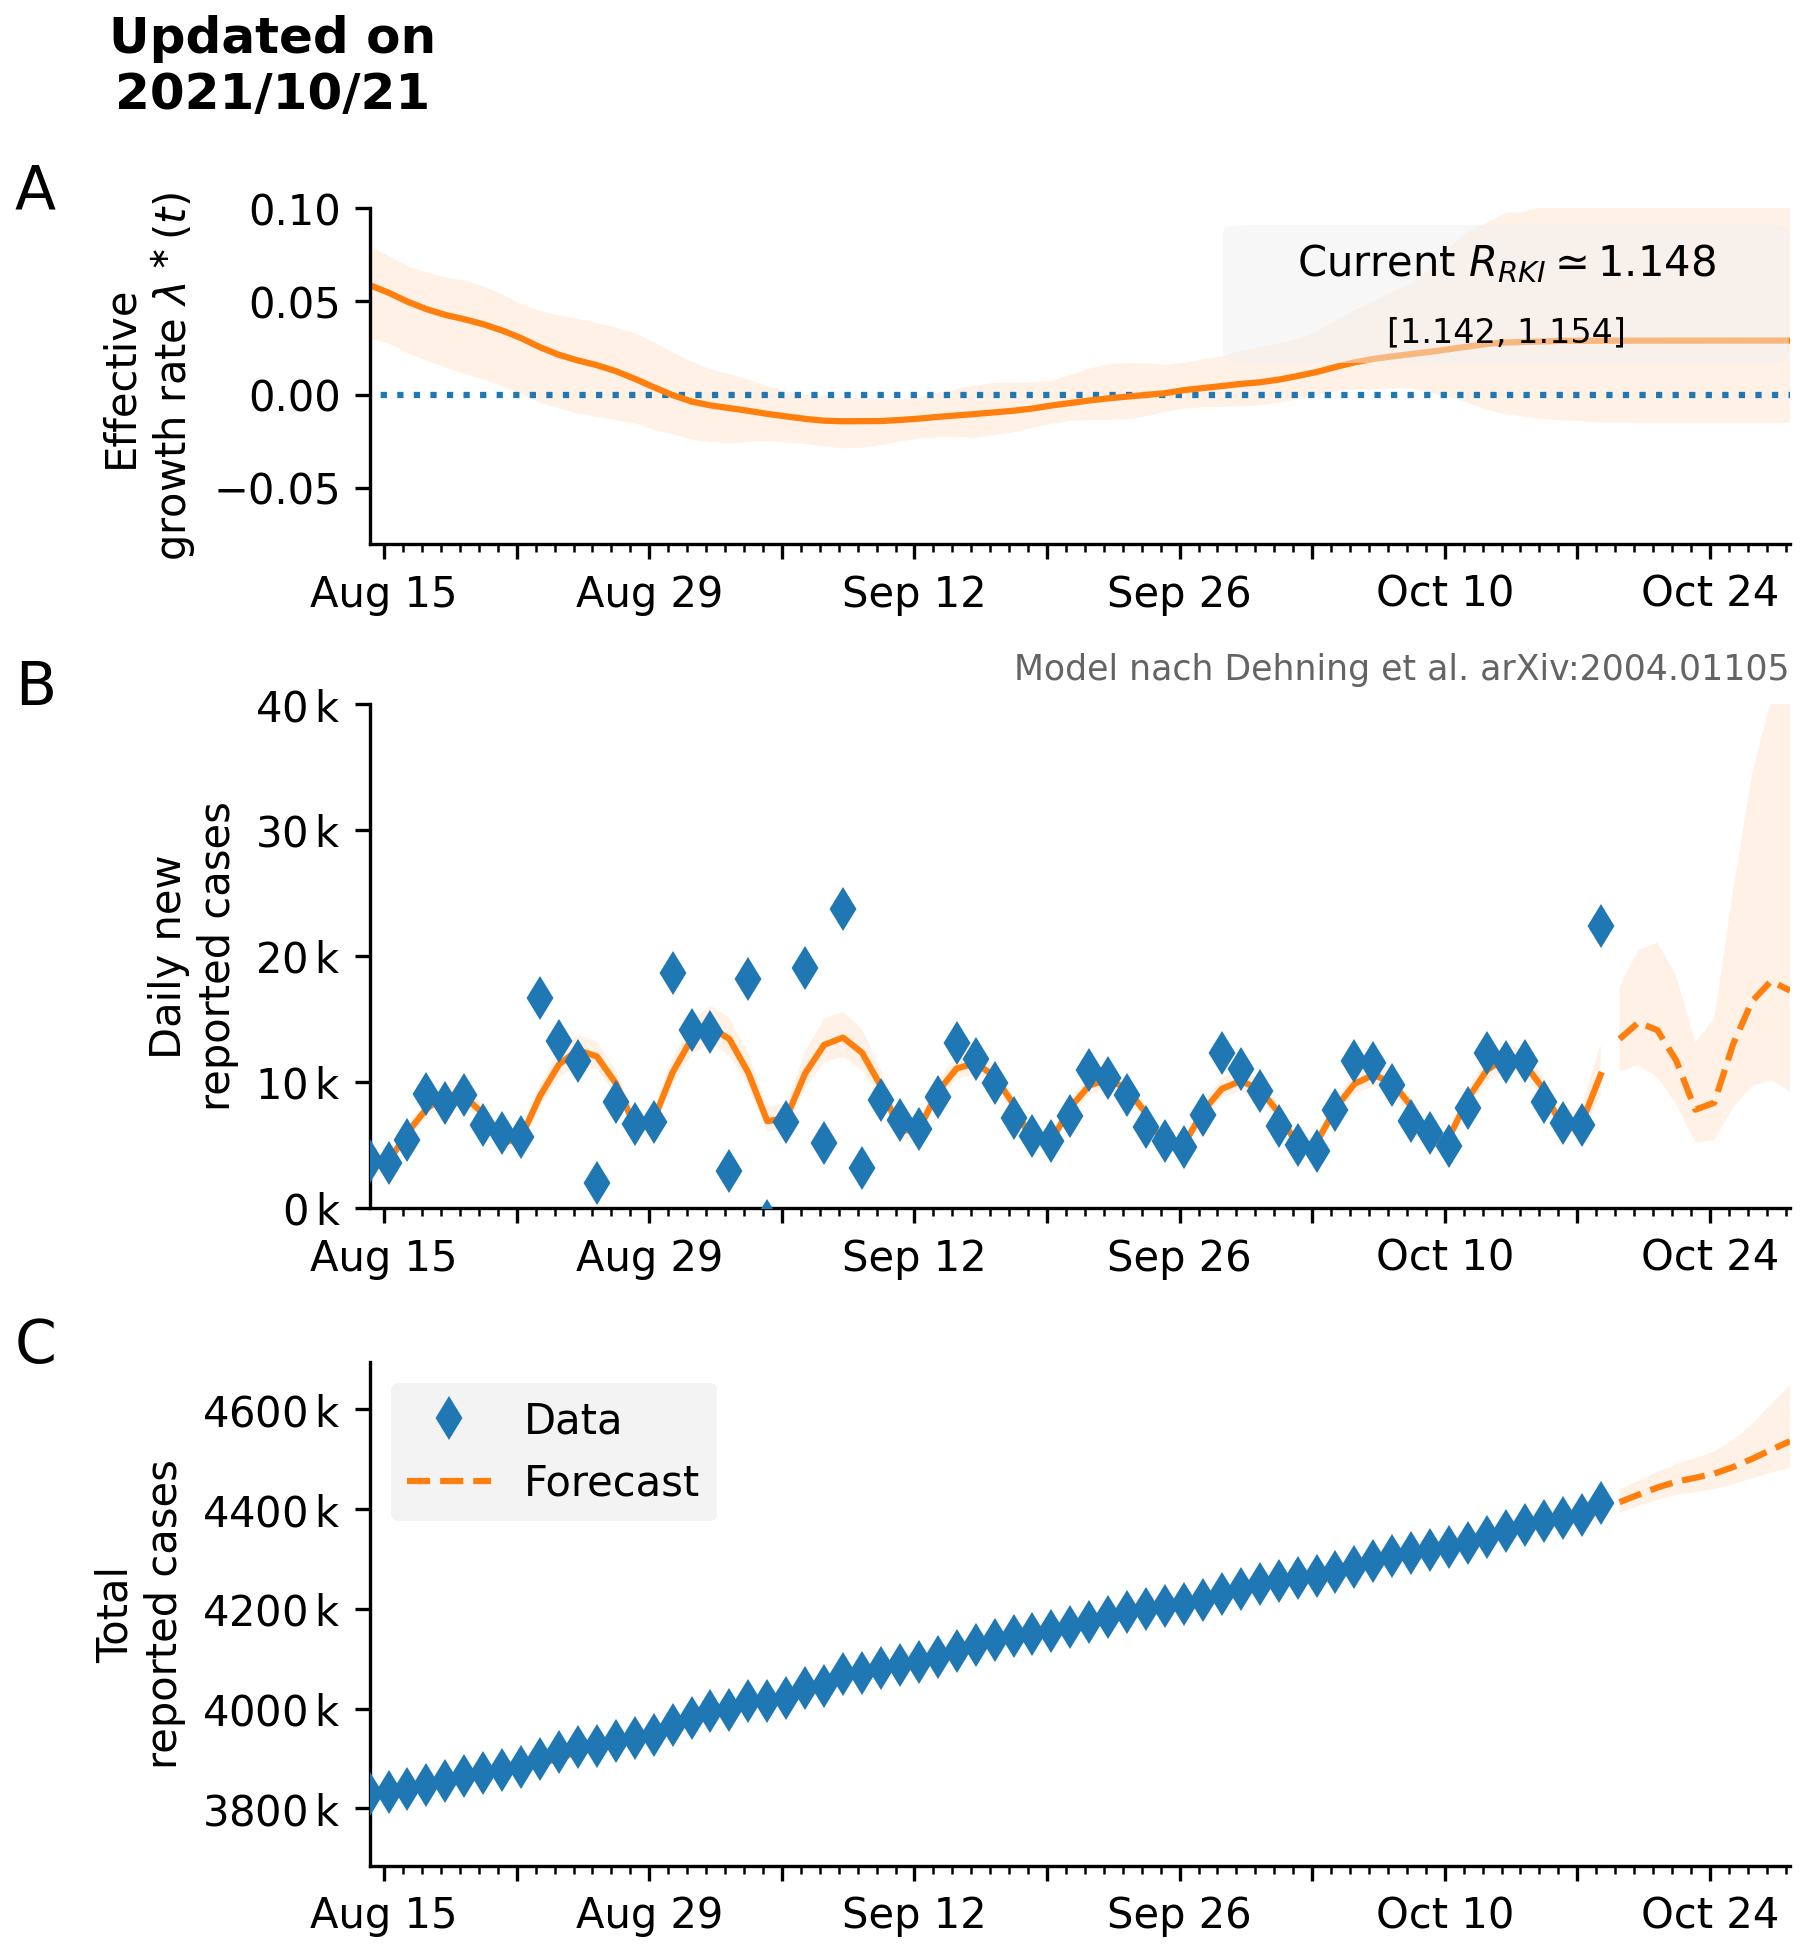 Updated on
2021/10/21
A
Effective
growth rate λ * (t)
0.10
0.05
0.00
−0.05
Current R_RKI ≃ 1.148
[1.142, 1.154]
Aug 15 Aug 29 Sep 12 Sep 26 Oct 10 Oct 24
Model nach Dehning et al. arXiv:2004.01105
B
Daily new
reported cases
40 k
30 k
20 k
10 k
0 k
Aug 15 Aug 29 Sep 12 Sep 26 Oct 10 Oct 24
C
Total
reported cases
4600 k
4400 k
4200 k
4000 k
3800 k
Data
Forecast
Aug 15 Aug 29 Sep 12 Sep 26 Oct 10 Oct 24